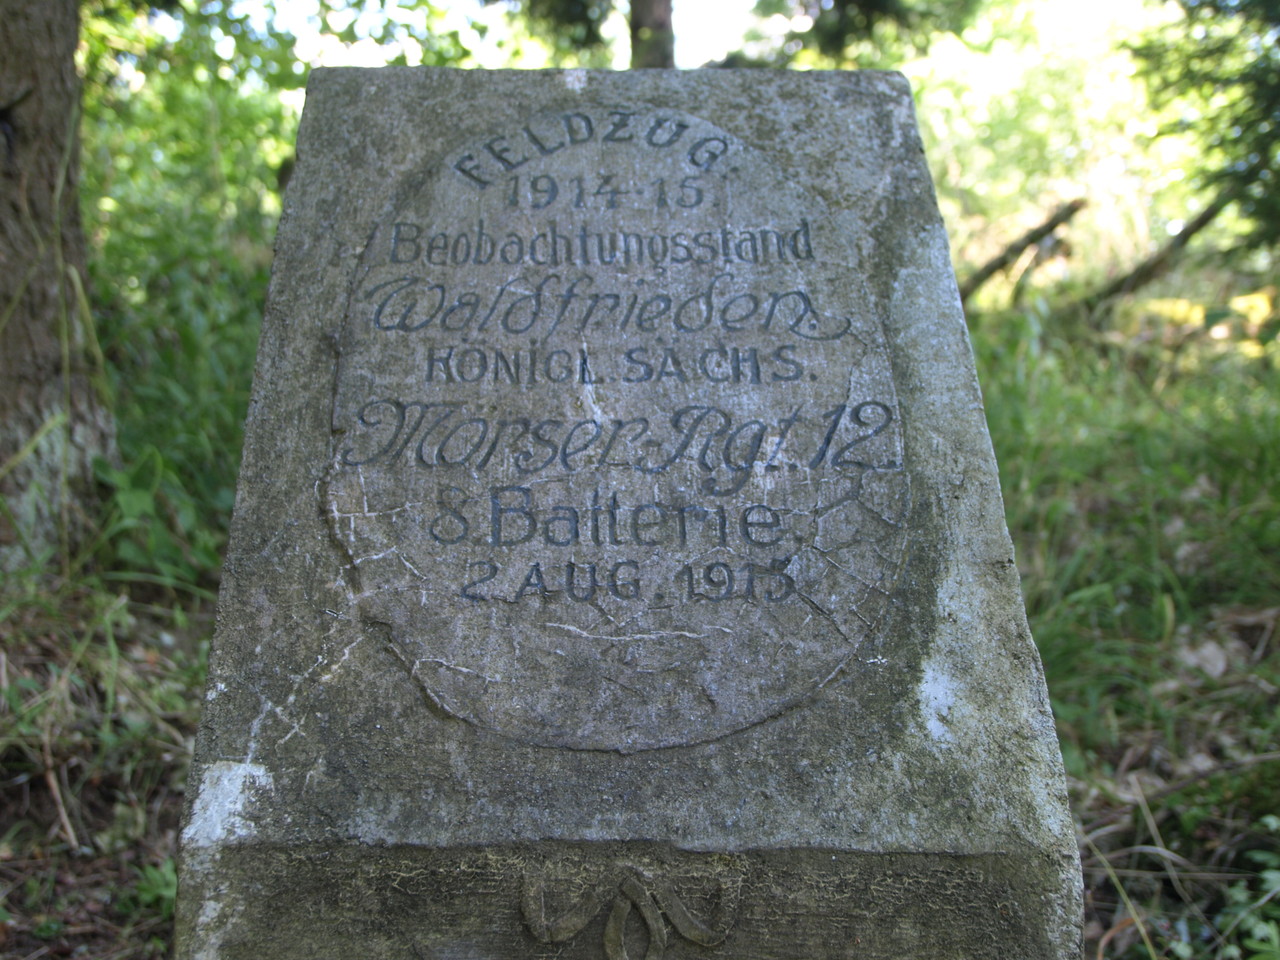 FELDZUG
1914-15.
Beobachtungsstand
Waldfrieden.
KÖNIGL. SÄCHS.
Mörser-Rgt. 12.
8. Batterie.
2. AUG. 1915